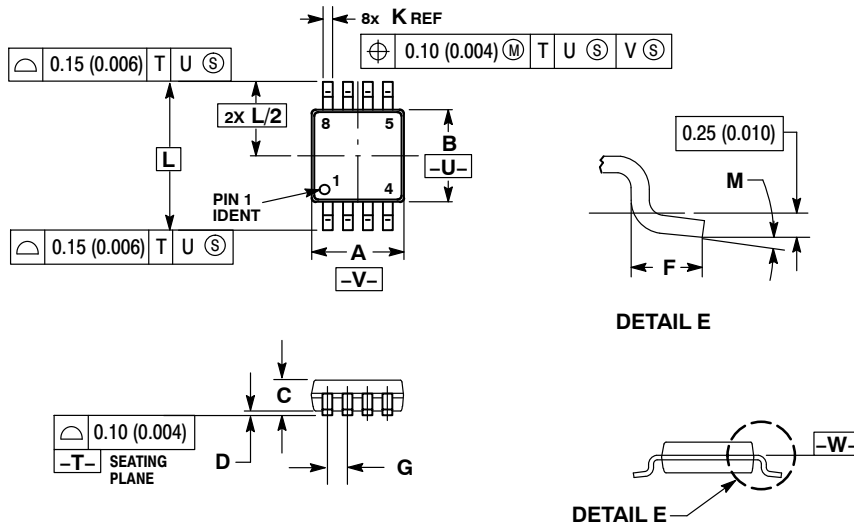 8x K REF
⌖ 0.10 (0.004) Ⓜ T U Ⓢ V Ⓢ
⌓ 0.15 (0.006) T U Ⓢ
2X L/2
L
8 5
B
–U–
1
4
PIN 1
IDENT
⌓ 0.15 (0.006) T U Ⓢ
A
–V–
0.25 (0.010)
M
F
DETAIL E
C
⌓ 0.10 (0.004)
–T– SEATING
PLANE
D
G
–W–
DETAIL E